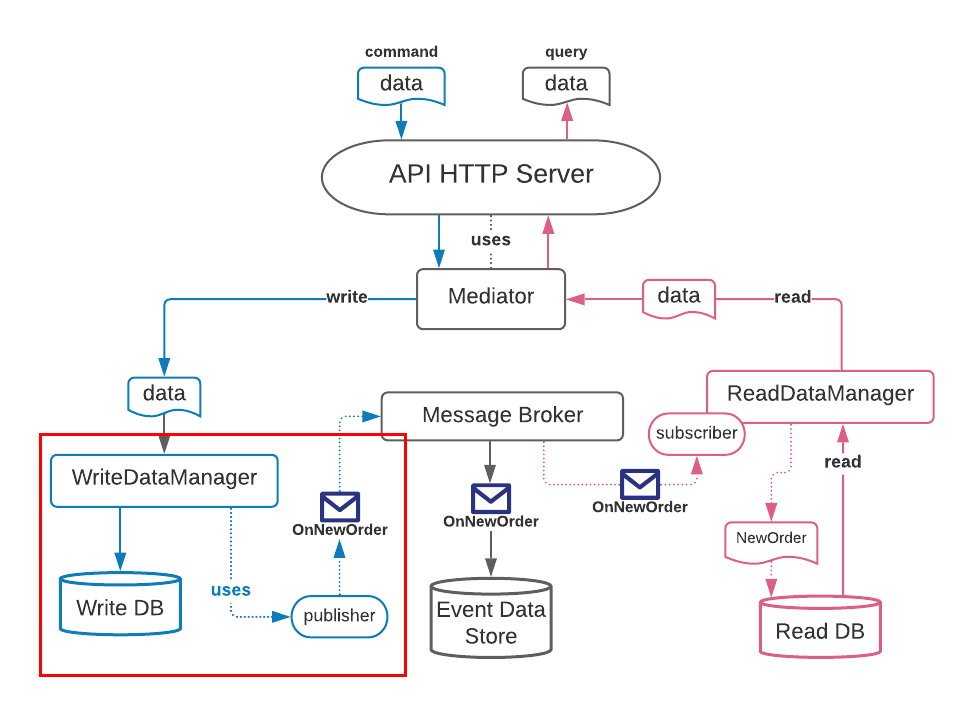 command
query
data
data
API HTTP Server
uses
Mediator
write
data
read
data
ReadDataManager
Message Broker
subscriber
read
WriteDataManager
OnNewOrder
OnNewOrder
OnNewOrder
NewOrder
uses
Write DB
publisher
Event Data
Store
Read DB